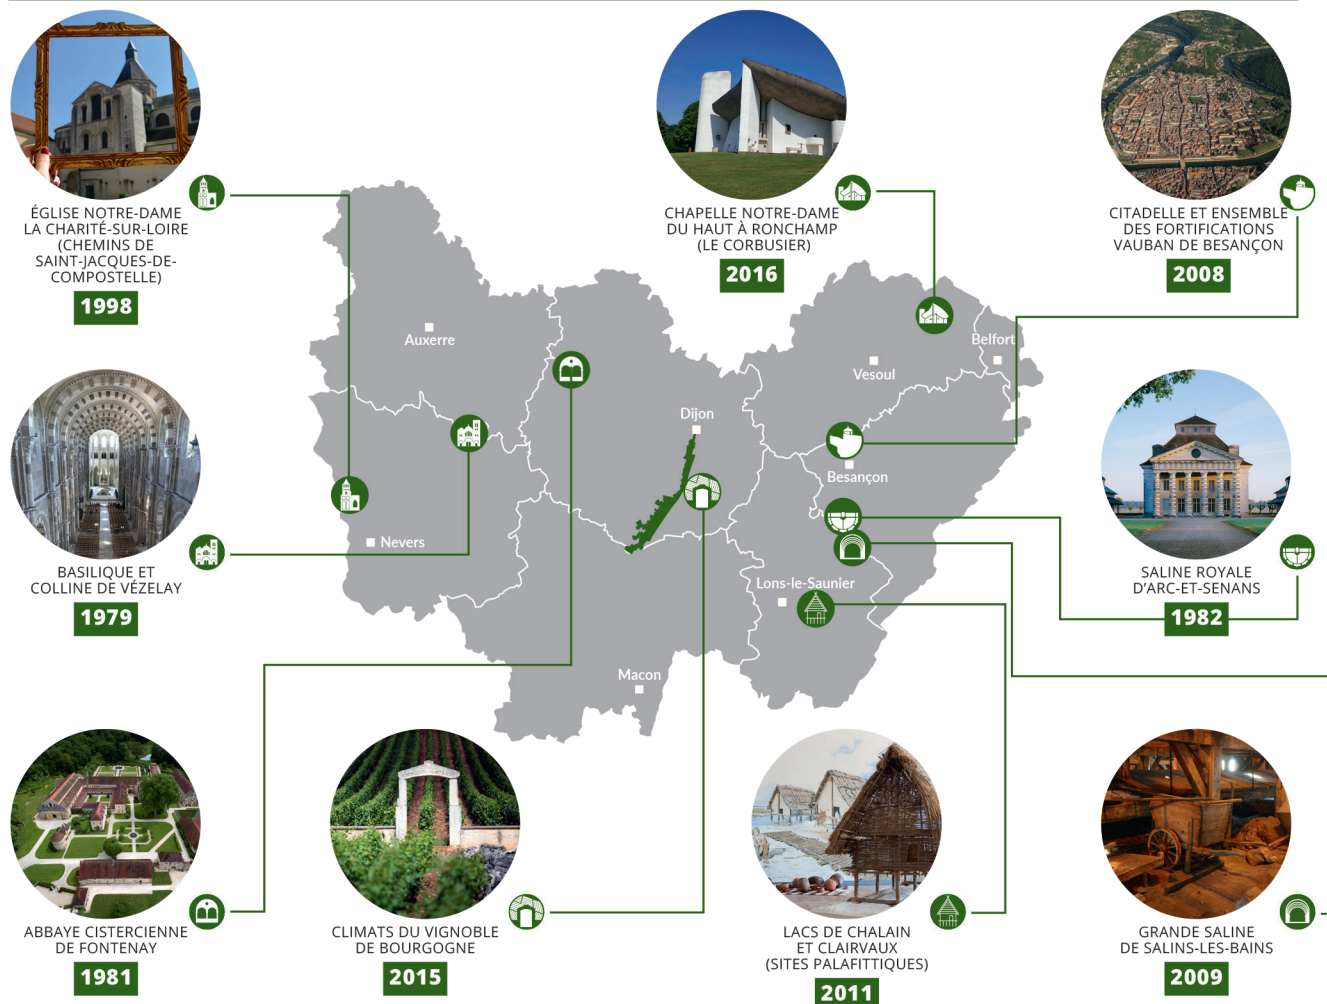 ÉGLISE NOTRE-DAME
LA CHARITÉ-SUR-LOIRE
(CHEMINS DE
SAINT-JACQUES-DE-
COMPOSTELLE)
1998
CHAPELLE NOTRE-DAME
DU HAUT À RONCHAMP
(LE CORBUSIER)
2016
CITADELLE ET ENSEMBLE
DES FORTIFICATIONS
VAUBAN DE BESANÇON
2008
Auxerre
Belfort
Vesoul
Dijon
Besançon
Nevers
Lons-le-Saunier
Macon
BASILIQUE ET
COLLINE DE VÉZELAY
1979
SALINE ROYALE
D'ARC-ET-SENANS
1982
ABBAYE CISTERCIENNE
DE FONTENAY
1981
CLIMATS DU VIGNOBLE
DE BOURGOGNE
2015
LACS DE CHALAIN
ET CLAIRVAUX
(SITES PALAFITTIQUES)
2011
GRANDE SALINE
DE SALINS-LES-BAINS
2009